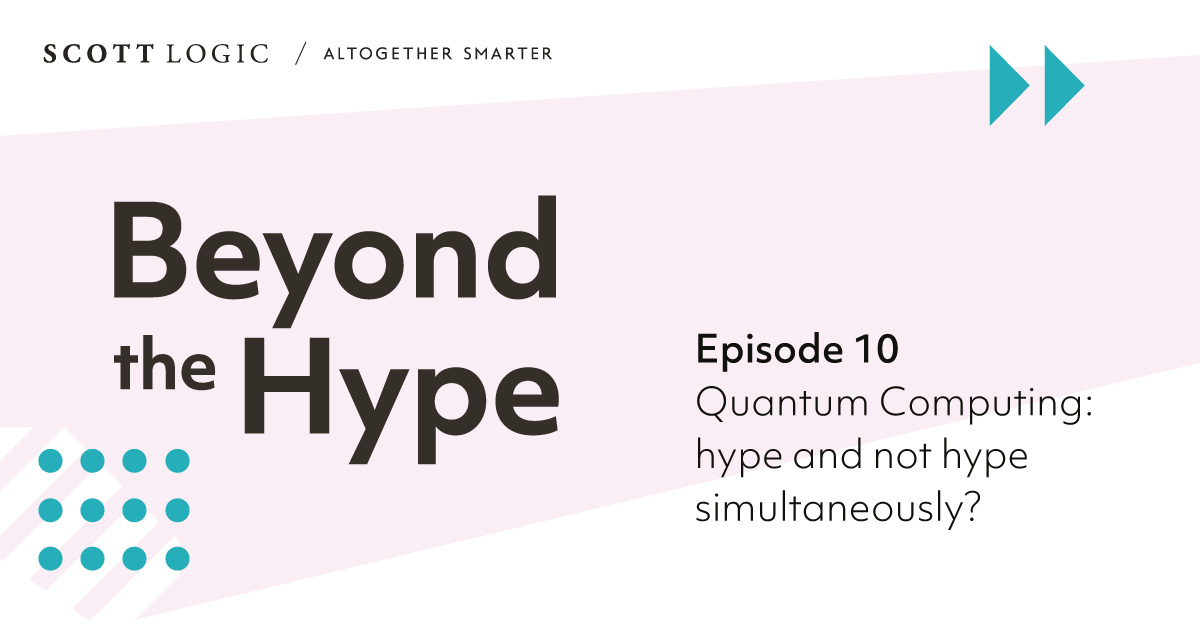 SCOTT LOGIC / ALTOGETHER SMARTER
Beyond
the Hype
Episode 10
Quantum Computing:
hype and not hype
simultaneously?